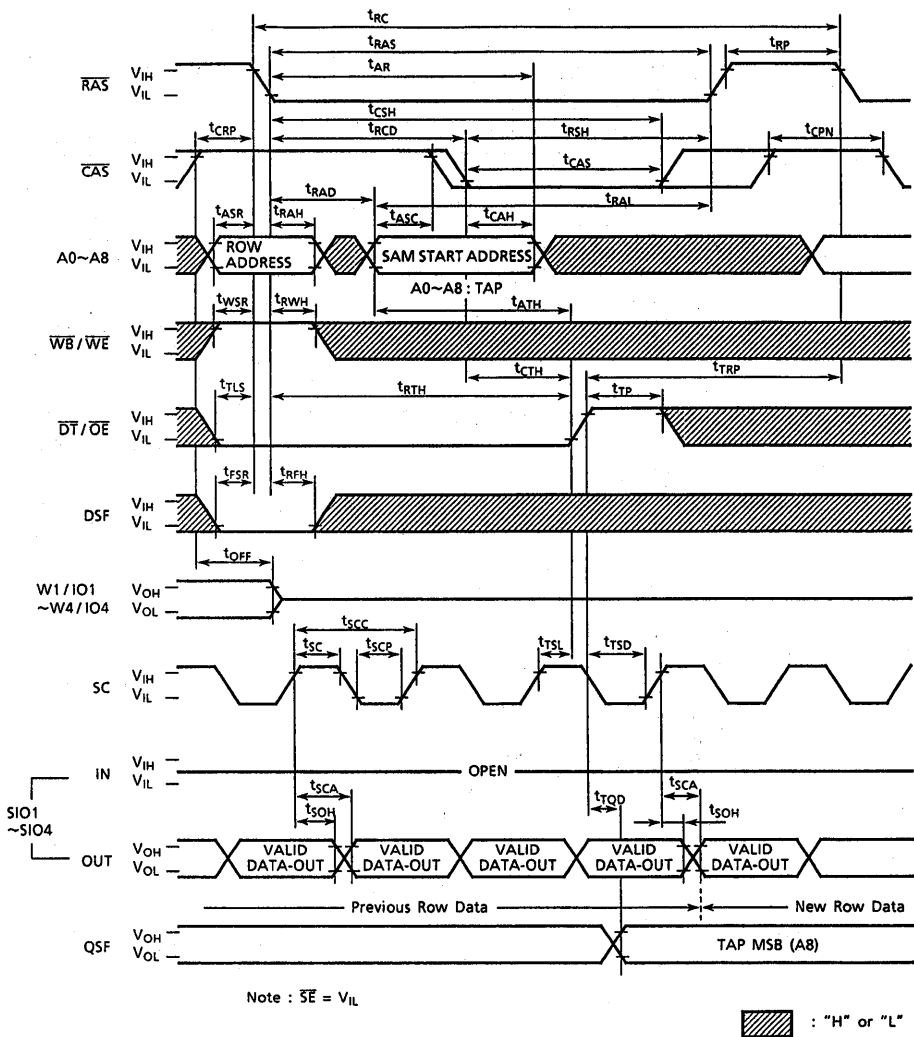 tRC
tRAS
tRP
tAR
RAS VIH
VIL
tCSH
tCRP tRCD tRSH tCPN
CAS VIH
VIL
tCAS
tRAD tRAL
tASR tRAH tASC tCAH
A0~A8 VIH
VIL
ROW ADDRESS
SAM START ADDRESS
A0~A8 : TAP
tWSR tRWH tATH
WB/WE VIH
VIL
tCTH tTRP
tTLS tRTH tTP
DT/OE VIH
VIL
tFSR tRFH
DSF VIH
VIL
tOFF
W1/IO1
~W4/IO4
VOH
VOL
tSCC
tSC tSCP tTSL tTSD
SC VIH
VIL
IN VIH
VIL
OPEN
SIO1
~SIO4
tSCA tSCA
tSOH tTQD tSOH
OUT VOH
VOL
VALID DATA-OUT
VALID DATA-OUT
VALID DATA-OUT
VALID DATA-OUT
VALID DATA-OUT
Previous Row Data New Row Data
QSF VOH
VOL
TAP MSB (A8)
Note : SE = VIL
: "H" or "L"